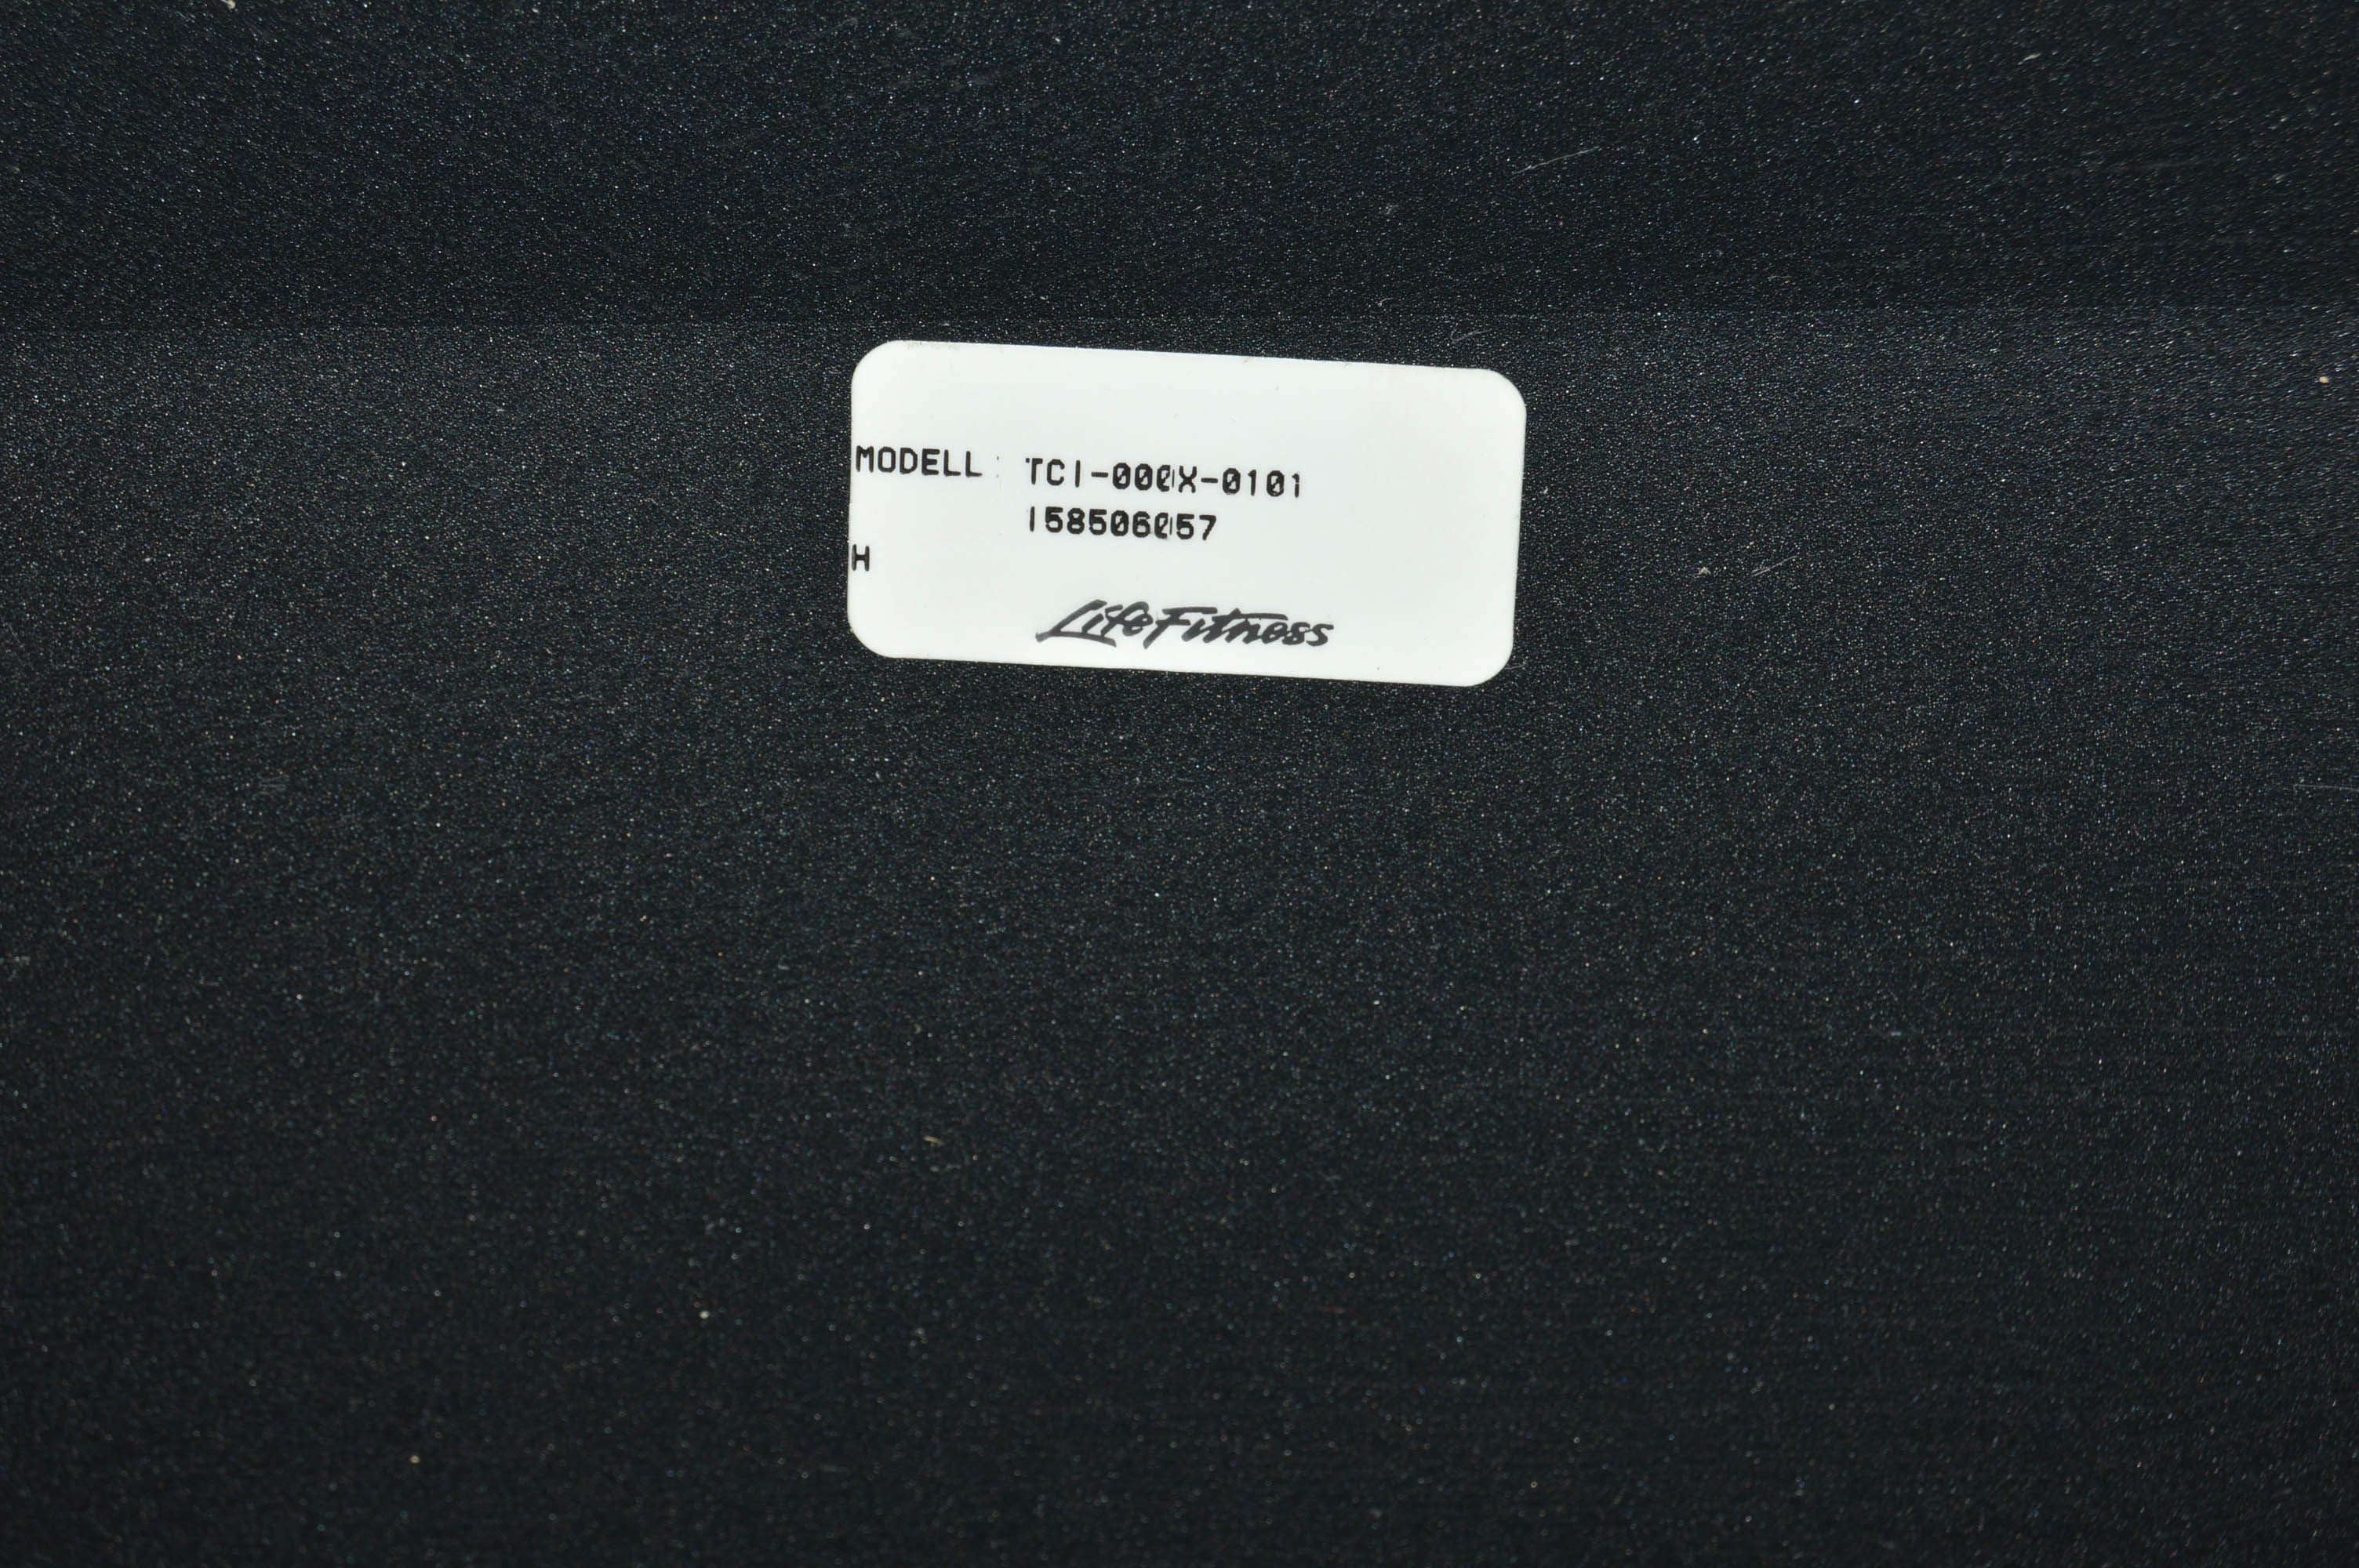 MODELL : TCI-000X-0101
158506057
H
LifeFitness